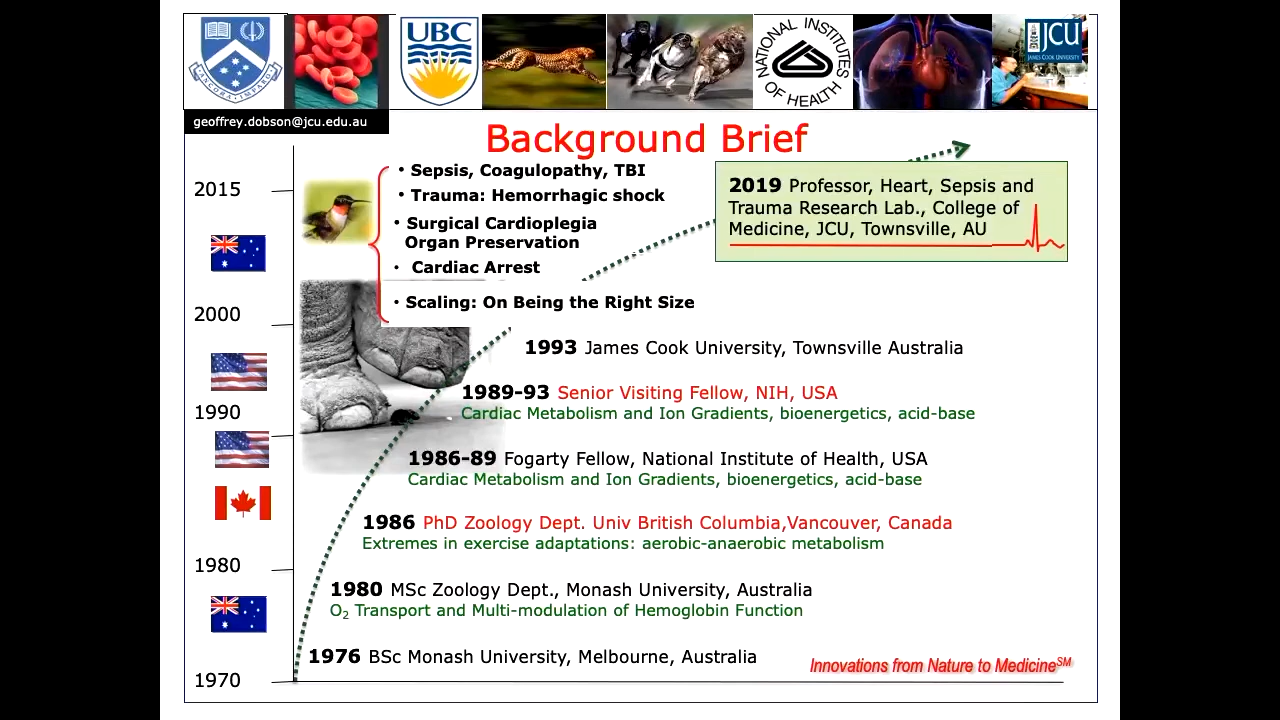 UBC
NATIONAL INSTITUTES
OF HEALTH
JCU
JAMES COOK UNIVERSITY
geoffrey.dobson@jcu.edu.au
Background Brief
• Sepsis, Coagulopathy, TBI
• Trauma: Hemorrhagic shock
• Surgical Cardioplegia
Organ Preservation
• Cardiac Arrest
• Scaling: On Being the Right Size
2019 Professor, Heart, Sepsis and
Trauma Research Lab., College of
Medicine, JCU, Townsville, AU
2015
2000
1993 James Cook University, Townsville Australia
1989-93 Senior Visiting Fellow, NIH, USA
1990
Cardiac Metabolism and Ion Gradients, bioenergetics, acid-base
1986-89 Fogarty Fellow, National Institute of Health, USA
Cardiac Metabolism and Ion Gradients, bioenergetics, acid-base
1986 PhD Zoology Dept. Univ British Columbia,Vancouver, Canada
Extremes in exercise adaptations: aerobic-anaerobic metabolism
1980
1980 MSc Zoology Dept., Monash University, Australia
O2 Transport and Multi-modulation of Hemoglobin Function
1976 BSc Monash University, Melbourne, Australia
Innovations from Nature to Medicine℠
1970